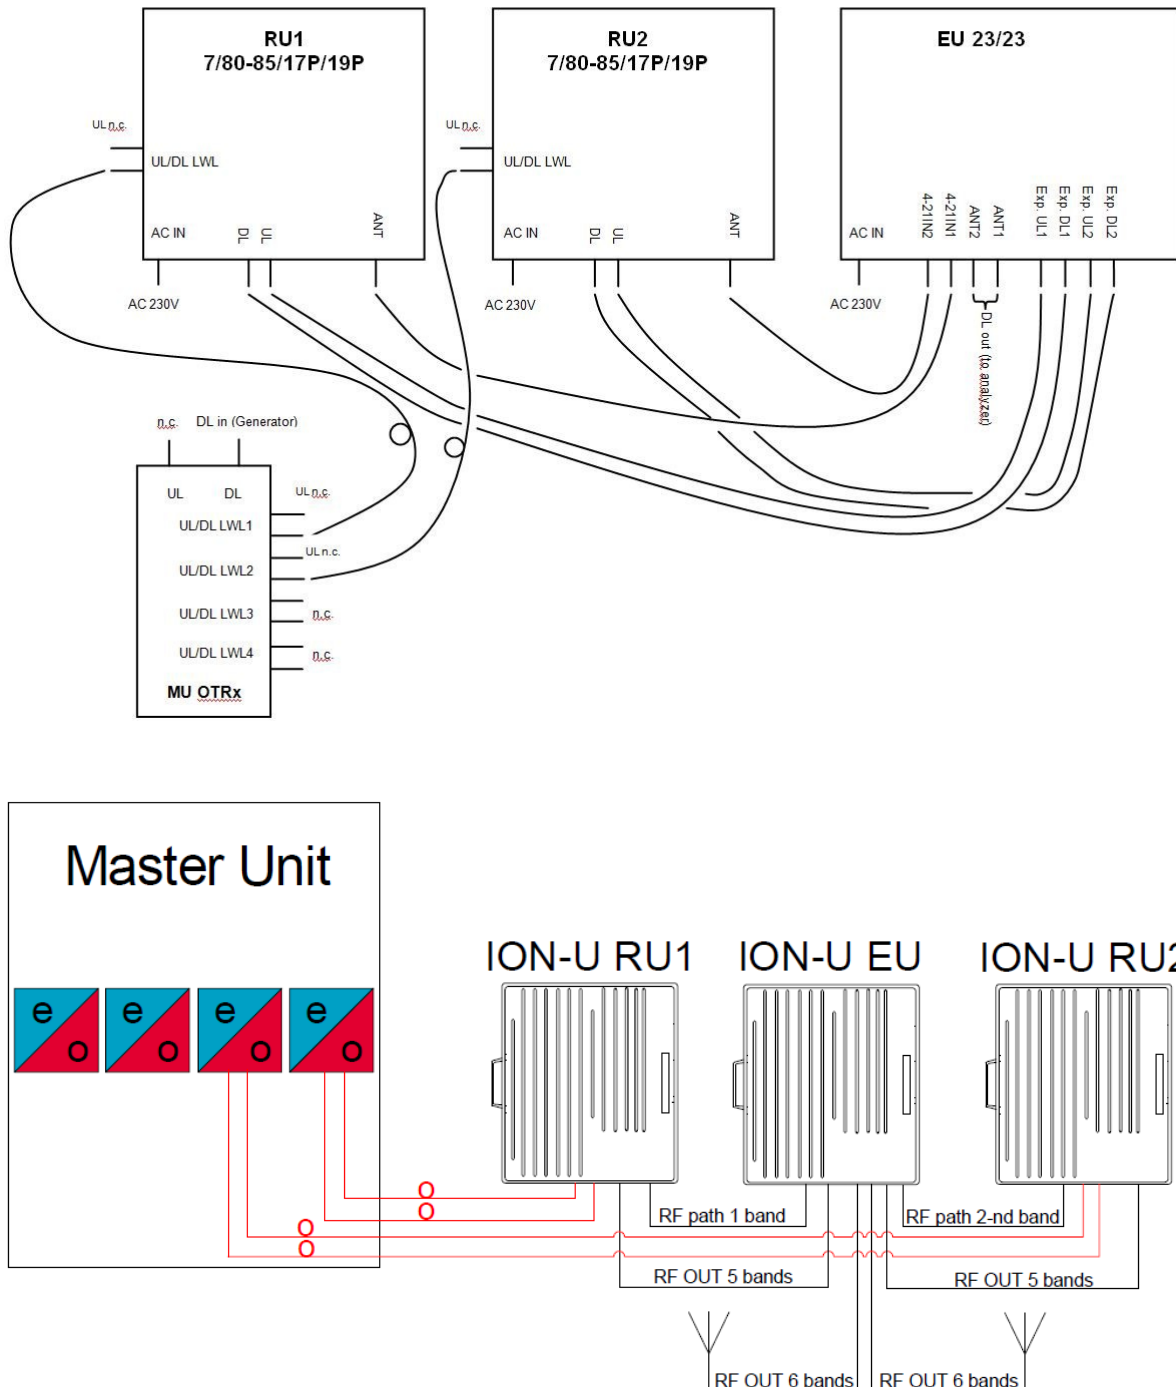 RU1
7/80-85/17P/19P
RU2
7/80-85/17P/19P
EU 23/23
UL n.c.
UL/DL LWL
AC IN
DL
UL
ANT
AC 230V
UL n.c.
UL/DL LWL
AC IN
DL
UL
ANT
AC 230V
AC IN
4-21IN2
4-21IN1
ANT2
ANT1
Exp. UL1
Exp. DL1
Exp. UL2
Exp. DL2
AC 230V
DL out (to analyzer)
n.c.
DL in (Generator)
UL
DL
UL n.c.
UL/DL LWL1
UL n.c.
UL/DL LWL2
UL/DL LWL3
n.c.
UL/DL LWL4
n.c.
MU OTRx
Master Unit
ION-U RU1
ION-U EU
ION-U RU2
e
o
e
o
e
o
e
o
RF path 1 band
RF path 2-nd band
RF OUT 5 bands
RF OUT 5 bands
RF OUT 6 bands
RF OUT 6 bands